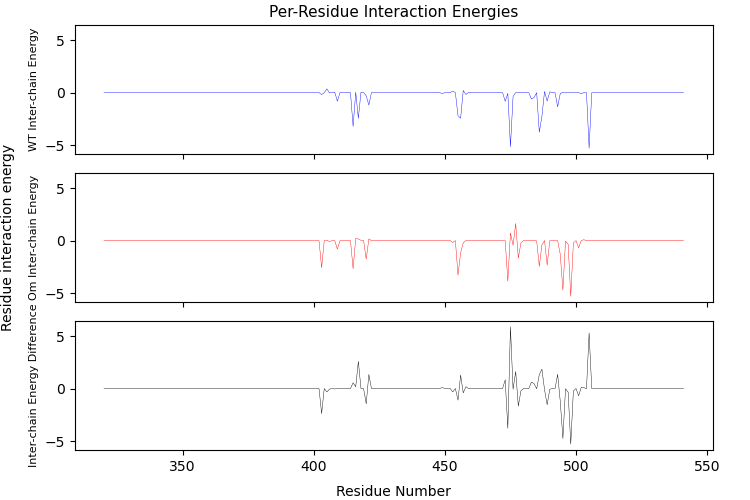 Per-Residue Interaction Energies
Residue interaction energy
WT Inter-chain Energy
5
0
−5
Om Inter-chain Energy
5
0
−5
Inter-chain Energy Difference
5
0
−5
350
400
450
500
550
Residue Number